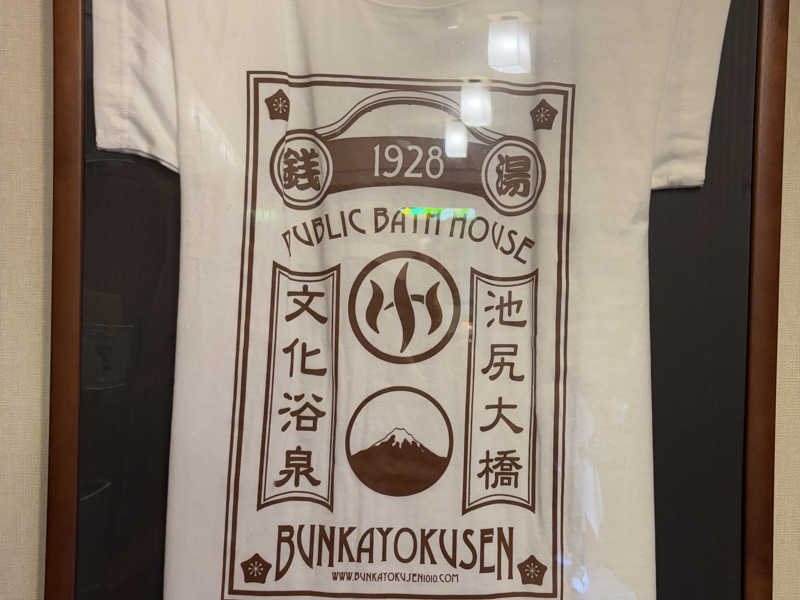 1928
銭湯
PUBLIC BATH HOUSE
池尻大橋
文化浴泉
BUNKAYOKUSEN
WWW.BUNKAYOKUSEN1010.COM